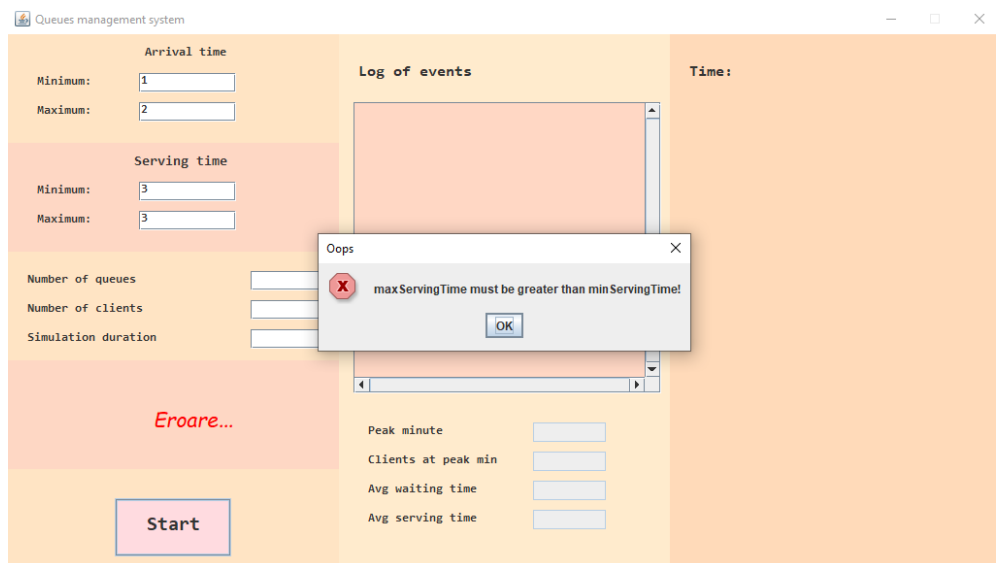 Queues management system
Arrival time
Minimum: 1
Maximum: 2
Serving time
Minimum: 3
Maximum: 3
Number of queues
Number of clients
Simulation duration
Eroare...
Start
Log of events
Oops
X
maxServingTime must be greater than minServingTime!
OK
Peak minute
Clients at peak min
Avg waiting time
Avg serving time
Time: